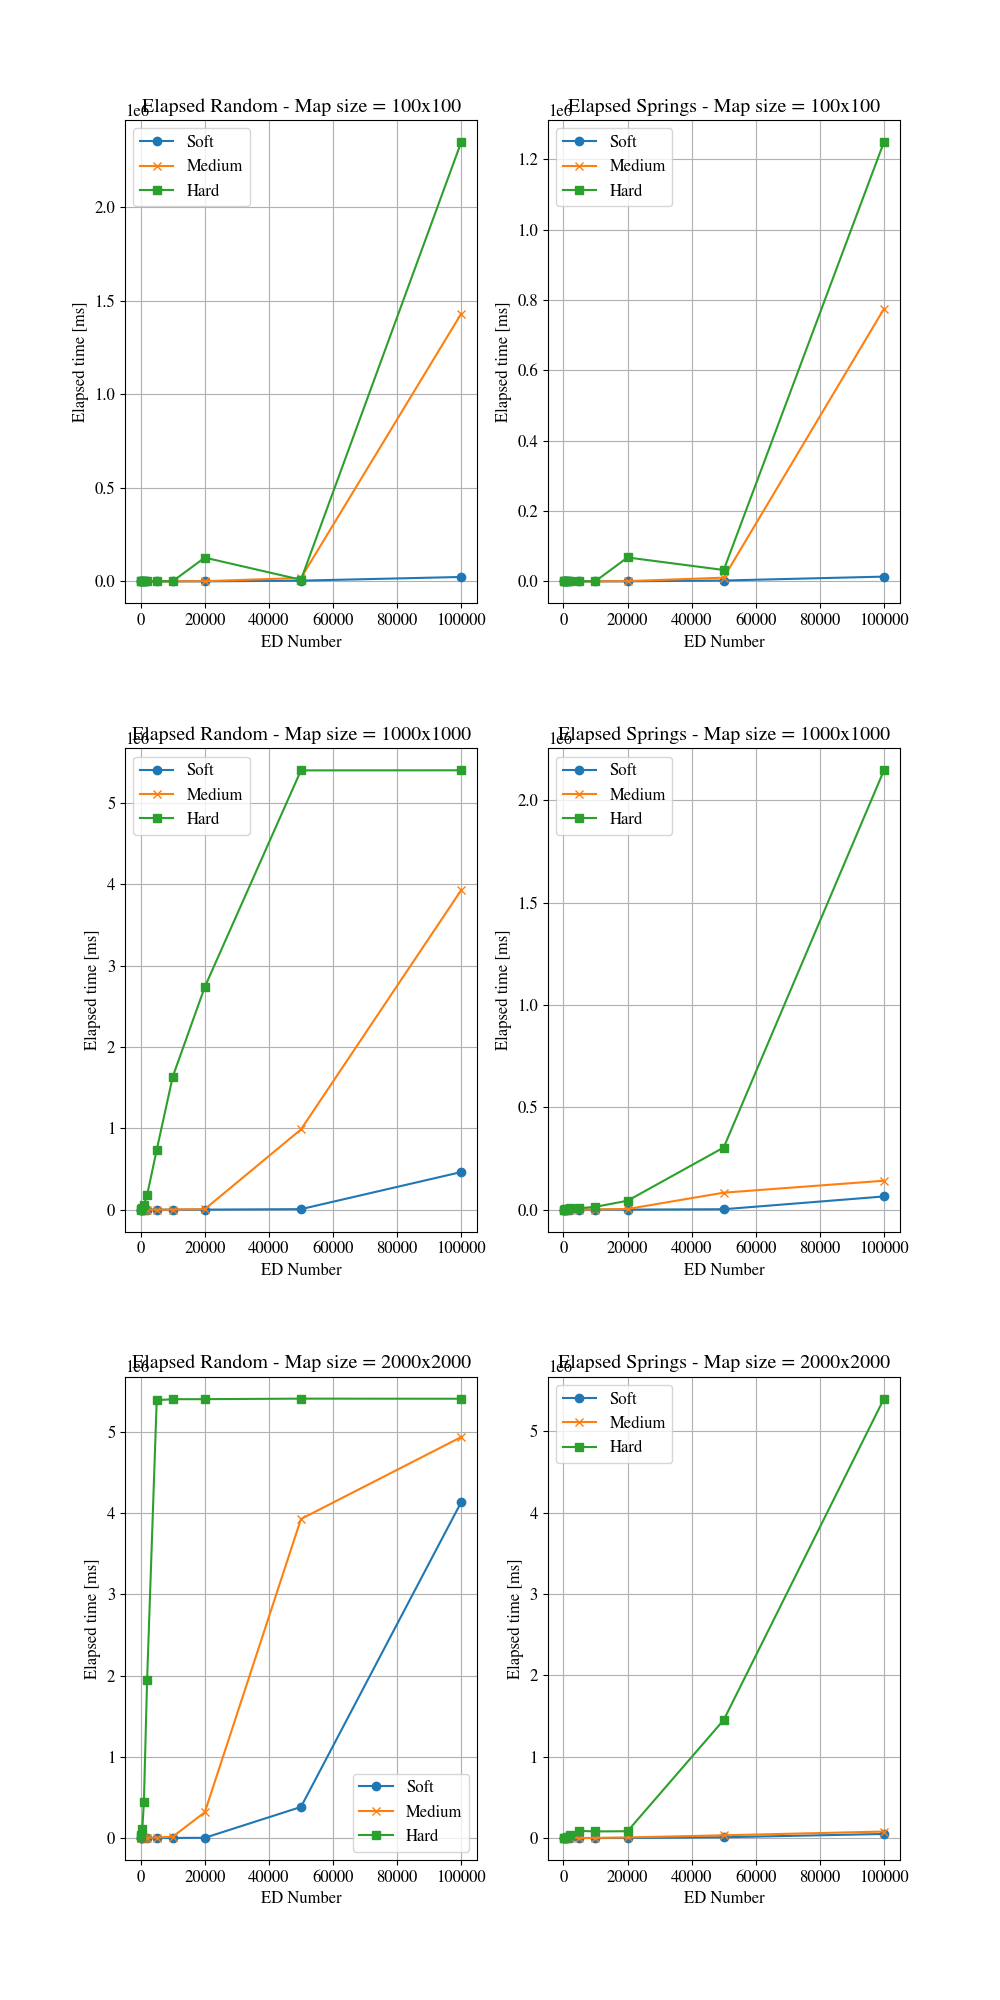 Elapsed Random - Map size = 100x100
1e6
Soft
Medium
Hard
2.0
1.5
1.0
0.5
0.0
Elapsed time [ms]
0 20000 40000 60000 80000 100000
ED Number
Elapsed Springs - Map size = 100x100
1e6
Soft
Medium
Hard
1.2
1.0
0.8
0.6
0.4
0.2
0.0
Elapsed time [ms]
0 20000 40000 60000 80000 100000
ED Number
Elapsed Random - Map size = 1000x1000
1e6
Soft
Medium
Hard
5
4
3
2
1
0
Elapsed time [ms]
0 20000 40000 60000 80000 100000
ED Number
Elapsed Springs - Map size = 1000x1000
1e6
Soft
Medium
Hard
2.0
1.5
1.0
0.5
0.0
Elapsed time [ms]
0 20000 40000 60000 80000 100000
ED Number
Elapsed Random - Map size = 2000x2000
1e6
5
4
3
2
1
0
Elapsed time [ms]
Soft
Medium
Hard
0 20000 40000 60000 80000 100000
ED Number
Elapsed Springs - Map size = 2000x2000
1e6
Soft
Medium
Hard
5
4
3
2
1
0
Elapsed time [ms]
0 20000 40000 60000 80000 100000
ED Number